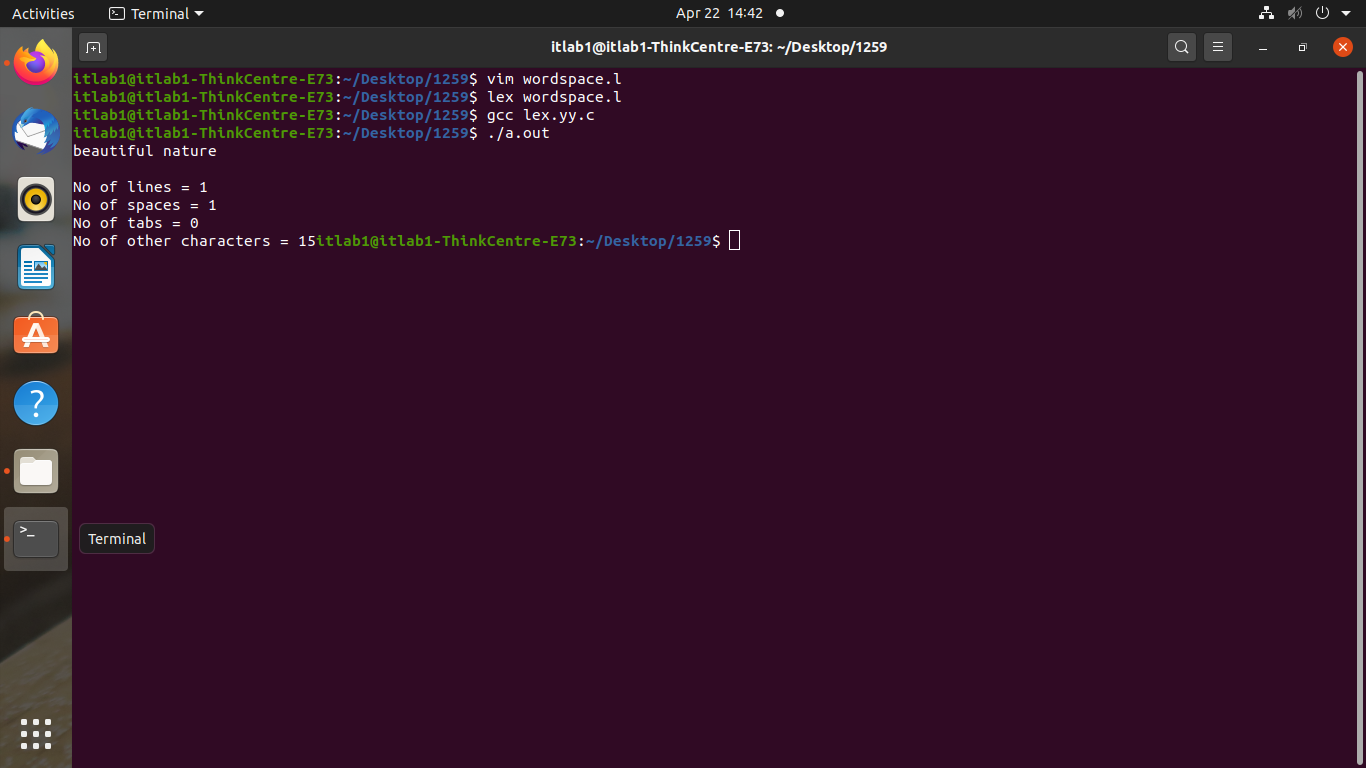 Activities
Terminal
Apr 22 14:42
itlab1@itlab1-ThinkCentre-E73: ~/Desktop/1259
itlab1@itlab1-ThinkCentre-E73:~/Desktop/1259$ vim wordspace.l
itlab1@itlab1-ThinkCentre-E73:~/Desktop/1259$ lex wordspace.l
itlab1@itlab1-ThinkCentre-E73:~/Desktop/1259$ gcc lex.yy.c
itlab1@itlab1-ThinkCentre-E73:~/Desktop/1259$ ./a.out
beautiful nature
No of lines = 1
No of spaces = 1
No of tabs = 0
No of other characters = 15itlab1@itlab1-ThinkCentre-E73:~/Desktop/1259$
Terminal